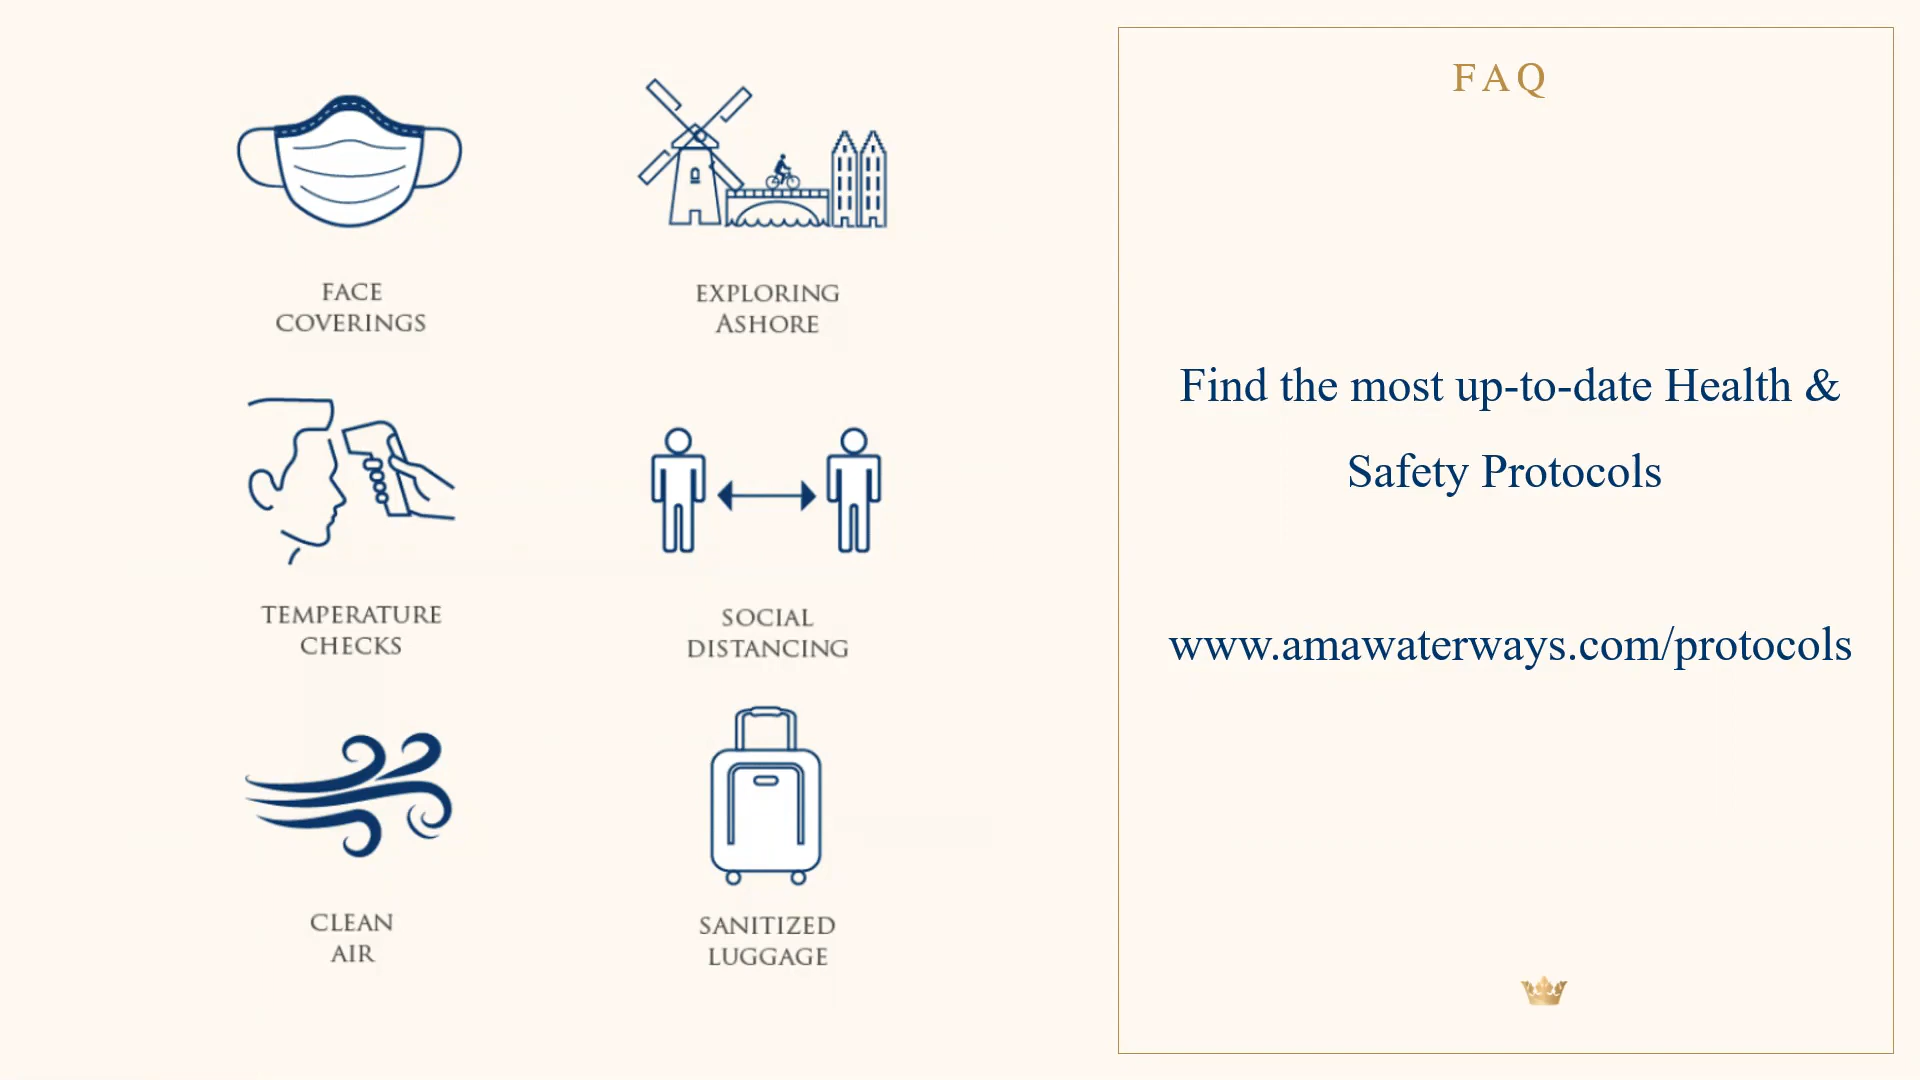 FACE
COVERINGS
EXPLORING
ASHORE
TEMPERATURE
CHECKS
SOCIAL
DISTANCING
CLEAN
AIR
SANITIZED
LUGGAGE
FAQ
Find the most up-to-date Health &
Safety Protocols
www.amawaterways.com/protocols